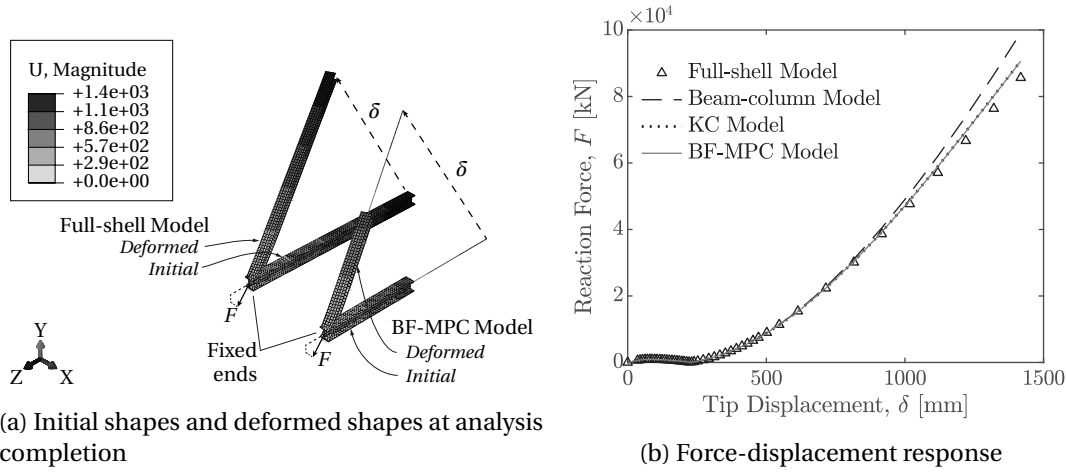 U, Magnitude
+1.4e+03
+1.1e+03
+8.6e+02
+5.7e+02
+2.9e+02
+0.0e+00
δ
δ
Full-shell Model
Deformed
Initial
F
F
Fixed
ends
BF-MPC Model
Deformed
Initial
Y
Z
X
(a) Initial shapes and deformed shapes at analysis
completion
×10⁴
10
8
6
4
2
0
Reaction Force, F [kN]
Full-shell Model
Beam-column Model
KC Model
BF-MPC Model
0
500
1000
1500
Tip Displacement, δ [mm]
(b) Force-displacement response